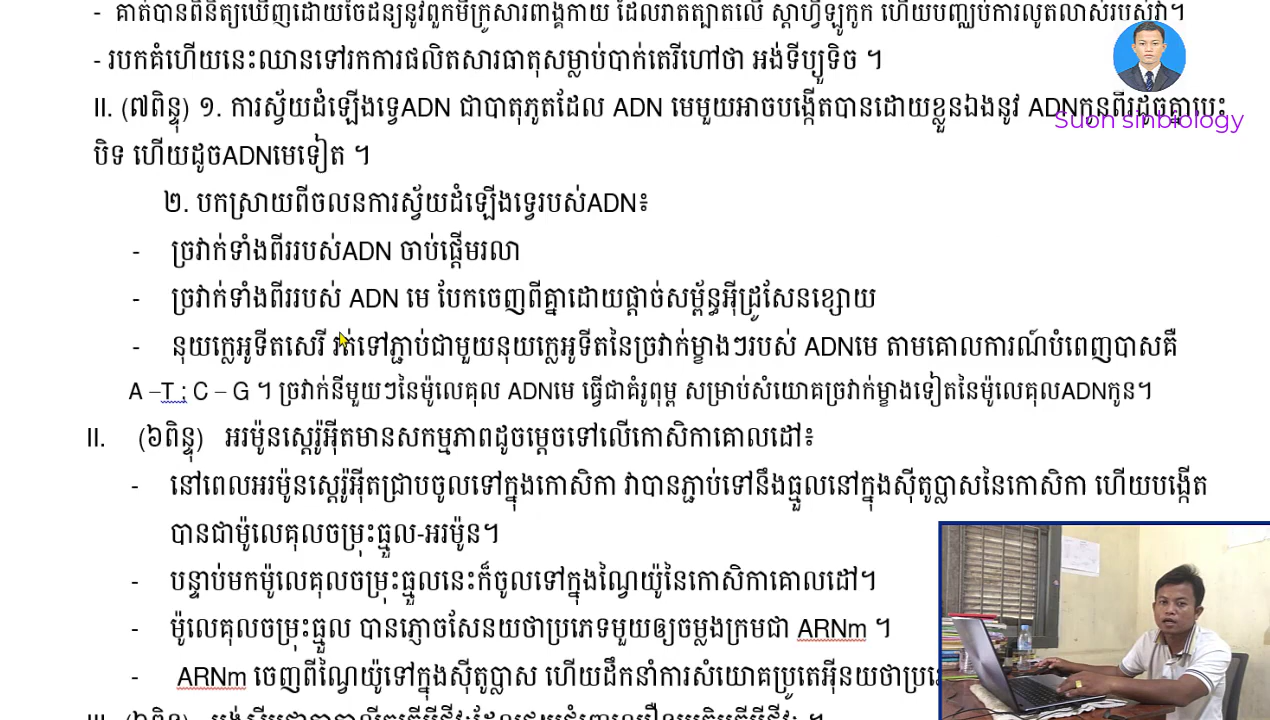 - គាត់បានពិនិត្យឃើញដោយចៃដន្យនូវពួកមីក្រូសារពាង្គកាយ ដែលរាតត្បាតលើ ស្តាហ្វីឡូកូក ហើយបញ្ឈប់ការលូតលាស់របស់វា។
- របកគំហើយនេះឈានទៅរកការផលិតសារធាតុសម្លាប់បាក់តេរីហៅថា អង់ទីប្យូទិច ។
II. (៧ពិន្ទុ) ១. ការស្វ័យដំឡើងទ្វេADN ជាបាតុភូតដែល ADN មេមួយអាចបង្កើតបានដោយខ្លួនឯងនូវ ADNកូនពីរដូចគ្នាបេះ
Suon sinbiology
បិទ ហើយដូចADNមេទៀត ។
២. បកស្រាយពីចលនការស្វ័យដំឡើងទ្វេរបស់ADN៖
- ច្រវាក់ទាំងពីររបស់ADN ចាប់ផ្តើមរលា
- ច្រវាក់ទាំងពីររបស់ ADN មេ បែកចេញពីគ្នាដោយផ្តាច់សម្ព័ន្ធអ៊ីដ្រូសែនខ្សោយ
- នុយក្លេអូទីតសេរី រត់ទៅភ្ជាប់ជាមួយនុយក្លេអូទីតនៃច្រវាក់ម្ខាងៗរបស់ ADNមេ តាមគោលការណ៍បំពេញបាសគឺ
A –T ; C – G ។ ច្រវាក់នីមួយៗនៃម៉ូលេគុល ADNមេ ធ្វើជាគំរូពុម្ព សម្រាប់សំយោគច្រវាក់ម្ខាងទៀតនៃម៉ូលេគុលADNកូន។
II. (៦ពិន្ទុ) អរម៉ូនស្តេរ៉ូអ៊ីតមានសកម្មភាពដូចម្តេចទៅលើកោសិកាគោលដៅ៖
- នៅពេលអរម៉ូនស្តេរ៉ូអ៊ីតជ្រាបចូលទៅក្នុងកោសិកា វាបានភ្ជាប់ទៅនឹងធ្មួលនៅក្នុងស៊ីតូប្លាសនៃកោសិកា ហើយបង្កើត
បានជាម៉ូលេគុលចម្រុះធ្មួល-អរម៉ូន។
- បន្ទាប់មកម៉ូលេគុលចម្រុះធ្មួលនេះក៏ចូលទៅក្នុងណ្វៃយ៉ូនៃកោសិកាគោលដៅ។
- ម៉ូលេគុលចម្រុះធ្មួល បានភ្ញោចសែនយថាប្រភេទមួយឲ្យចម្លងក្រមជា ARNm ។
- ARNm ចេញពីណ្វៃយ៉ូទៅក្នុងស៊ីតូប្លាស ហើយដឹកនាំការសំយោគប្រូតេអ៊ីនយថាប្រភេ